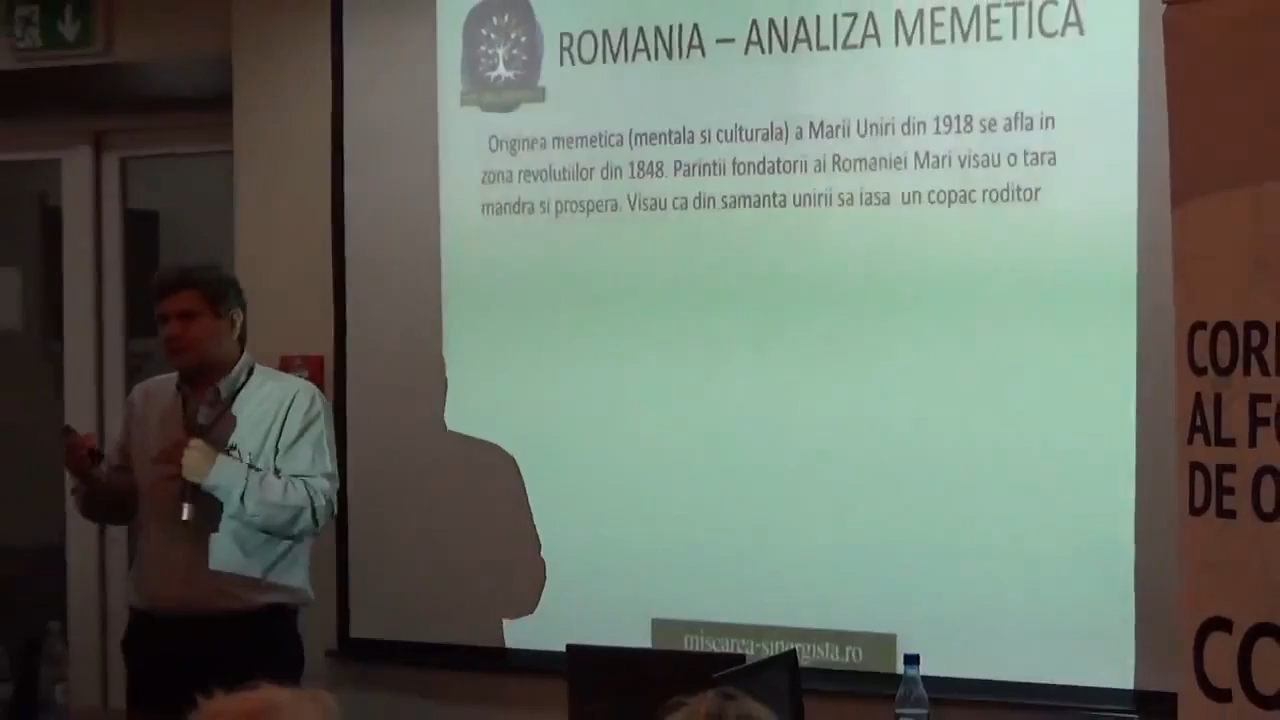 ROMANIA – ANALIZA MEMETICA
Originea memetica (mentala si culturala) a Marii Uniri din 1918 se afla in
zona revolutiilor din 1848. Parintii fondatorii ai Romaniei Mari visau o tara
mandra si prospera. Visau ca din samanta unirii sa iasa un copac roditor
miscarea-sinergista.ro
COR
AL F
DE O
CO